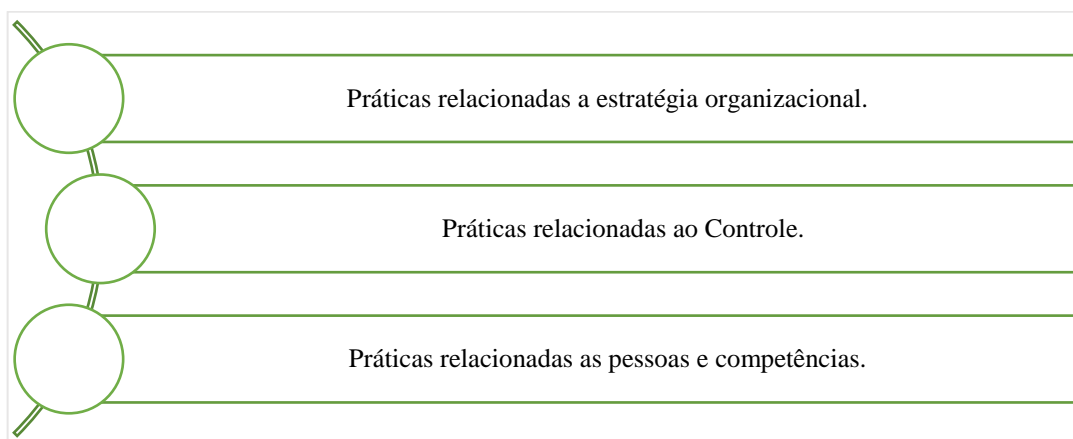 Práticas relacionadas a estratégia organizacional.
Práticas relacionadas ao Controle.
Práticas relacionadas as pessoas e competências.